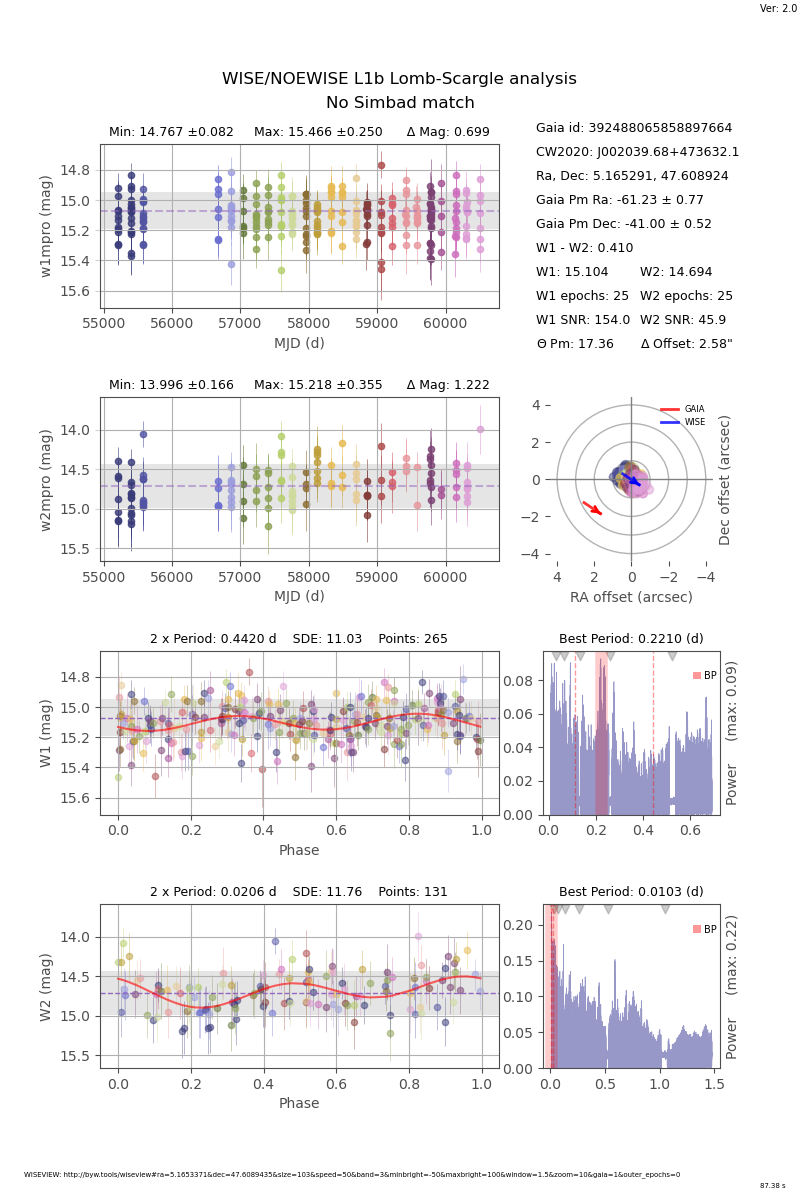 Ver: 2.0
WISE/NOEWISE L1b Lomb-Scargle analysis
No Simbad match
Min: 14.767 ±0.082 Max: 15.466 ±0.250 Δ Mag: 0.699
14.8
15.0
15.2
15.4
15.6
w1mpro (mag)
55000 56000 57000 58000 59000 60000
MJD (d)
Gaia id: 392488065858897664
CW2020: J002039.68+473632.1
Ra, Dec: 5.165291, 47.608924
Gaia Pm Ra: -61.23 ± 0.77
Gaia Pm Dec: -41.00 ± 0.52
W1 - W2: 0.410
W1: 15.104 W2: 14.694
W1 epochs: 25 W2 epochs: 25
W1 SNR: 154.0 W2 SNR: 45.9
Θ Pm: 17.36 Δ Offset: 2.58"
Min: 13.996 ±0.166 Max: 15.218 ±0.355 Δ Mag: 1.222
14.0
14.5
15.0
15.5
w2mpro (mag)
55000 56000 57000 58000 59000 60000
MJD (d)
GAIA
WISE
4
2
0
−2
−4
4 2 0 −2 −4
RA offset (arcsec)
Dec offset (arcsec)
2 x Period: 0.4420 d SDE: 11.03 Points: 265
14.8
15.0
15.2
15.4
15.6
W1 (mag)
0.0 0.2 0.4 0.6 0.8 1.0
Phase
Best Period: 0.2210 (d)
BP
0.08
0.06
0.04
0.02
0.00
0.0 0.2 0.4 0.6
Power (max: 0.09)
2 x Period: 0.0206 d SDE: 11.76 Points: 131
14.0
14.5
15.0
15.5
W2 (mag)
0.0 0.2 0.4 0.6 0.8 1.0
Phase
Best Period: 0.0103 (d)
BP
0.20
0.15
0.10
0.05
0.00
0.0 0.5 1.0 1.5
Power (max: 0.22)
WISEVIEW: http://byw.tools/wiseview#ra=5.1653371&dec=47.6089435&size=103&speed=50&band=3&minbright=-50&maxbright=100&window=1.5&zoom=10&gaia=1&outer_epochs=0
87.38 s